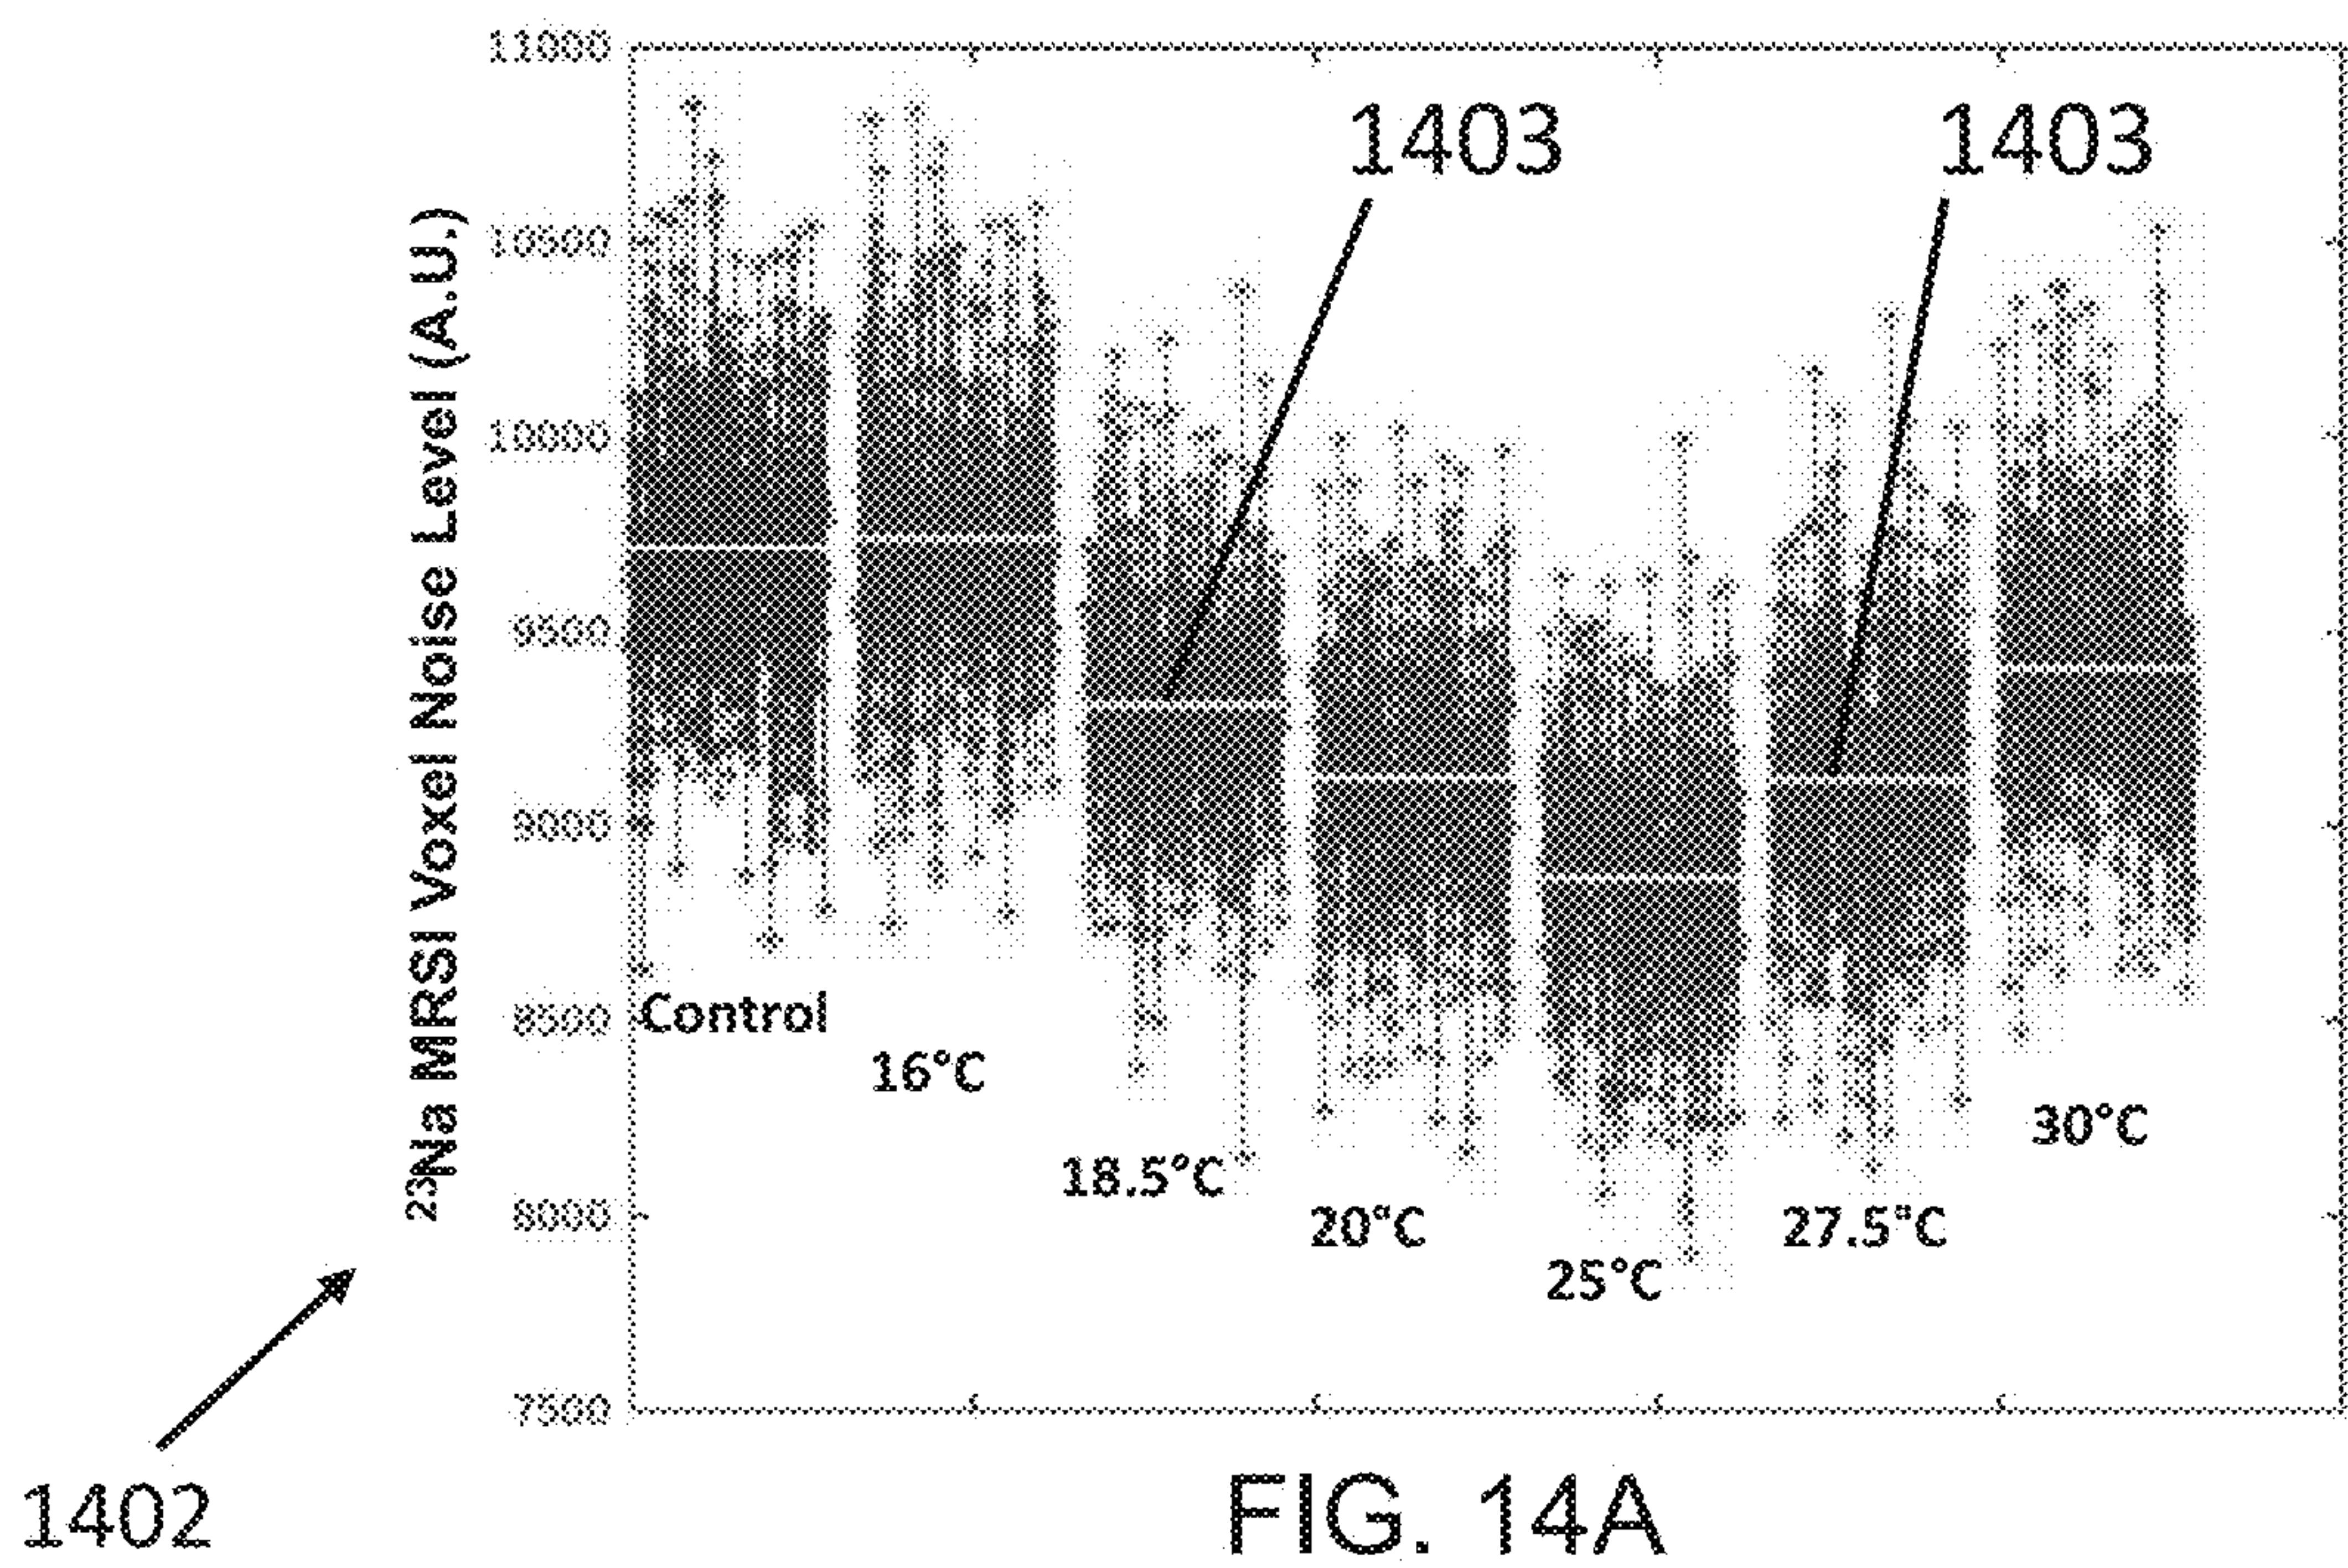 11000
1403 1403
10500
10000
9500
9000
8500
8000
7500
²³Na MRSI Voxel Noise Level (A.U.)
Control
16°C
18.5°C
20°C
25°C
27.5°C
30°C
1402
FIG. 14A